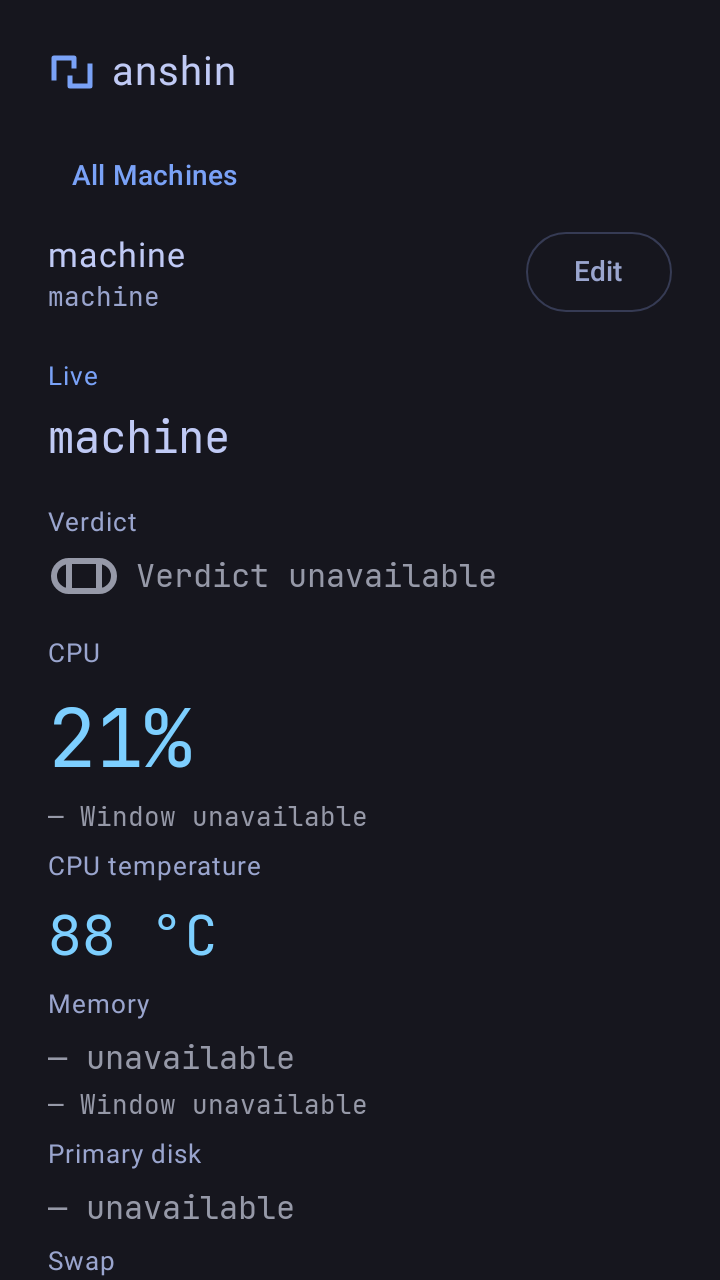 anshin
All Machines
machine
machine
Edit
Live
machine
Verdict
Verdict unavailable
CPU
21%
— Window unavailable
CPU temperature
88 °C
Memory
— unavailable
— Window unavailable
Primary disk
— unavailable
Swap